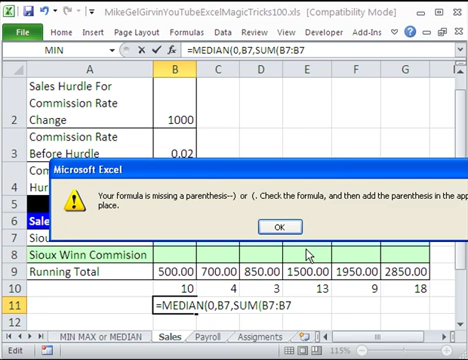 MikeGelGirvinYouTubeExcelMagicTricks100.xls [Compatibility Mode]
File Home Insert Page Layout Formulas Data Review View Developer
MIN =MEDIAN(0,B7,SUM(B7:B7
A B C D E F G
Sales Hurdle For
Commission Rate
2 Change 1000
Commission Rate
3 Before Hurdle 0.02
Microsoft Excel
Your formula is missing a parenthesis--) or (. Check the formula, and then add the parenthesis in the app
place.
OK
5
6 Sale
7 Siou
8 Sioux Winn Commision
9 Running Total 500.00 700.00 850.00 1500.00 1950.00 2850.00
10 10 4 3 13 9 18
11 =MEDIAN(0,B7,SUM(B7:B7
12
MIN MAX or MEDIAN Sales Payroll Assigments
Edit 115%